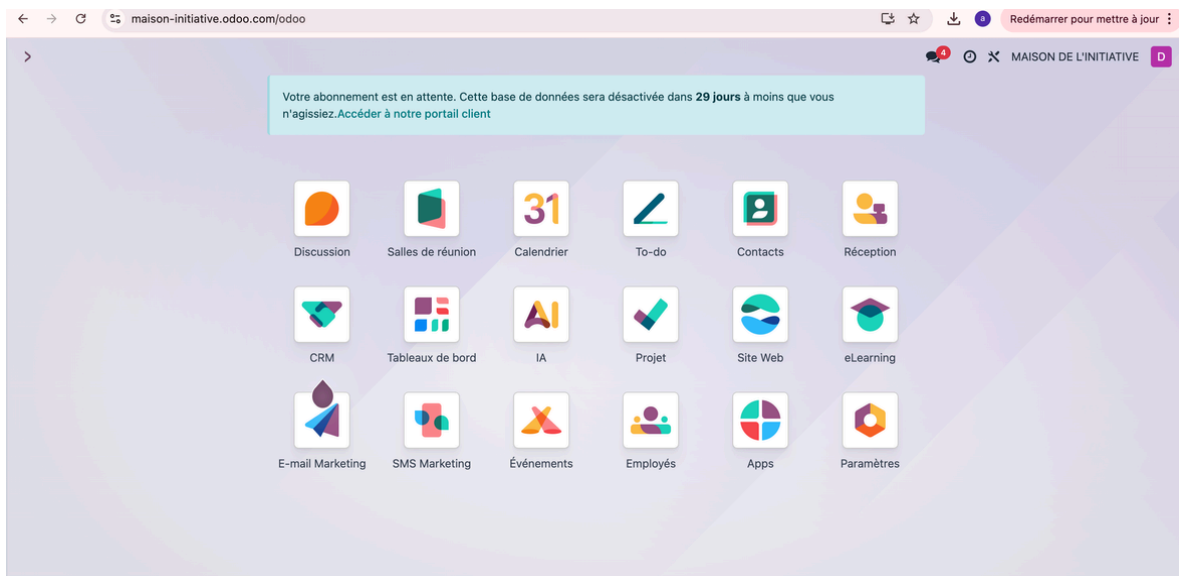 maison-initiative.odoo.com/odoo
a
Redémarrer pour mettre à jour
4
MAISON DE L'INITIATIVE
D
Votre abonnement est en attente. Cette base de données sera désactivée dans 29 jours à moins que vous
n'agissiez.Accéder à notre portail client
31
Discussion Salles de réunion Calendrier To-do Contacts Réception
AI
CRM Tableaux de bord IA Projet Site Web eLearning
E-mail Marketing SMS Marketing Événements Employés Apps Paramètres